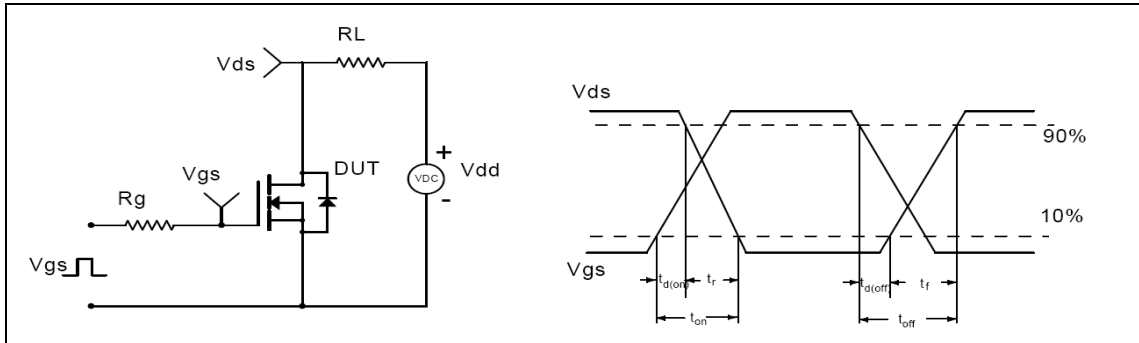 RL
Vds
Vgs
DUT
+
Vdd
VDC
-
Rg
Vgs
Vds
90%
10%
Vgs
td(on)
tr
td(off)
tf
ton
toff